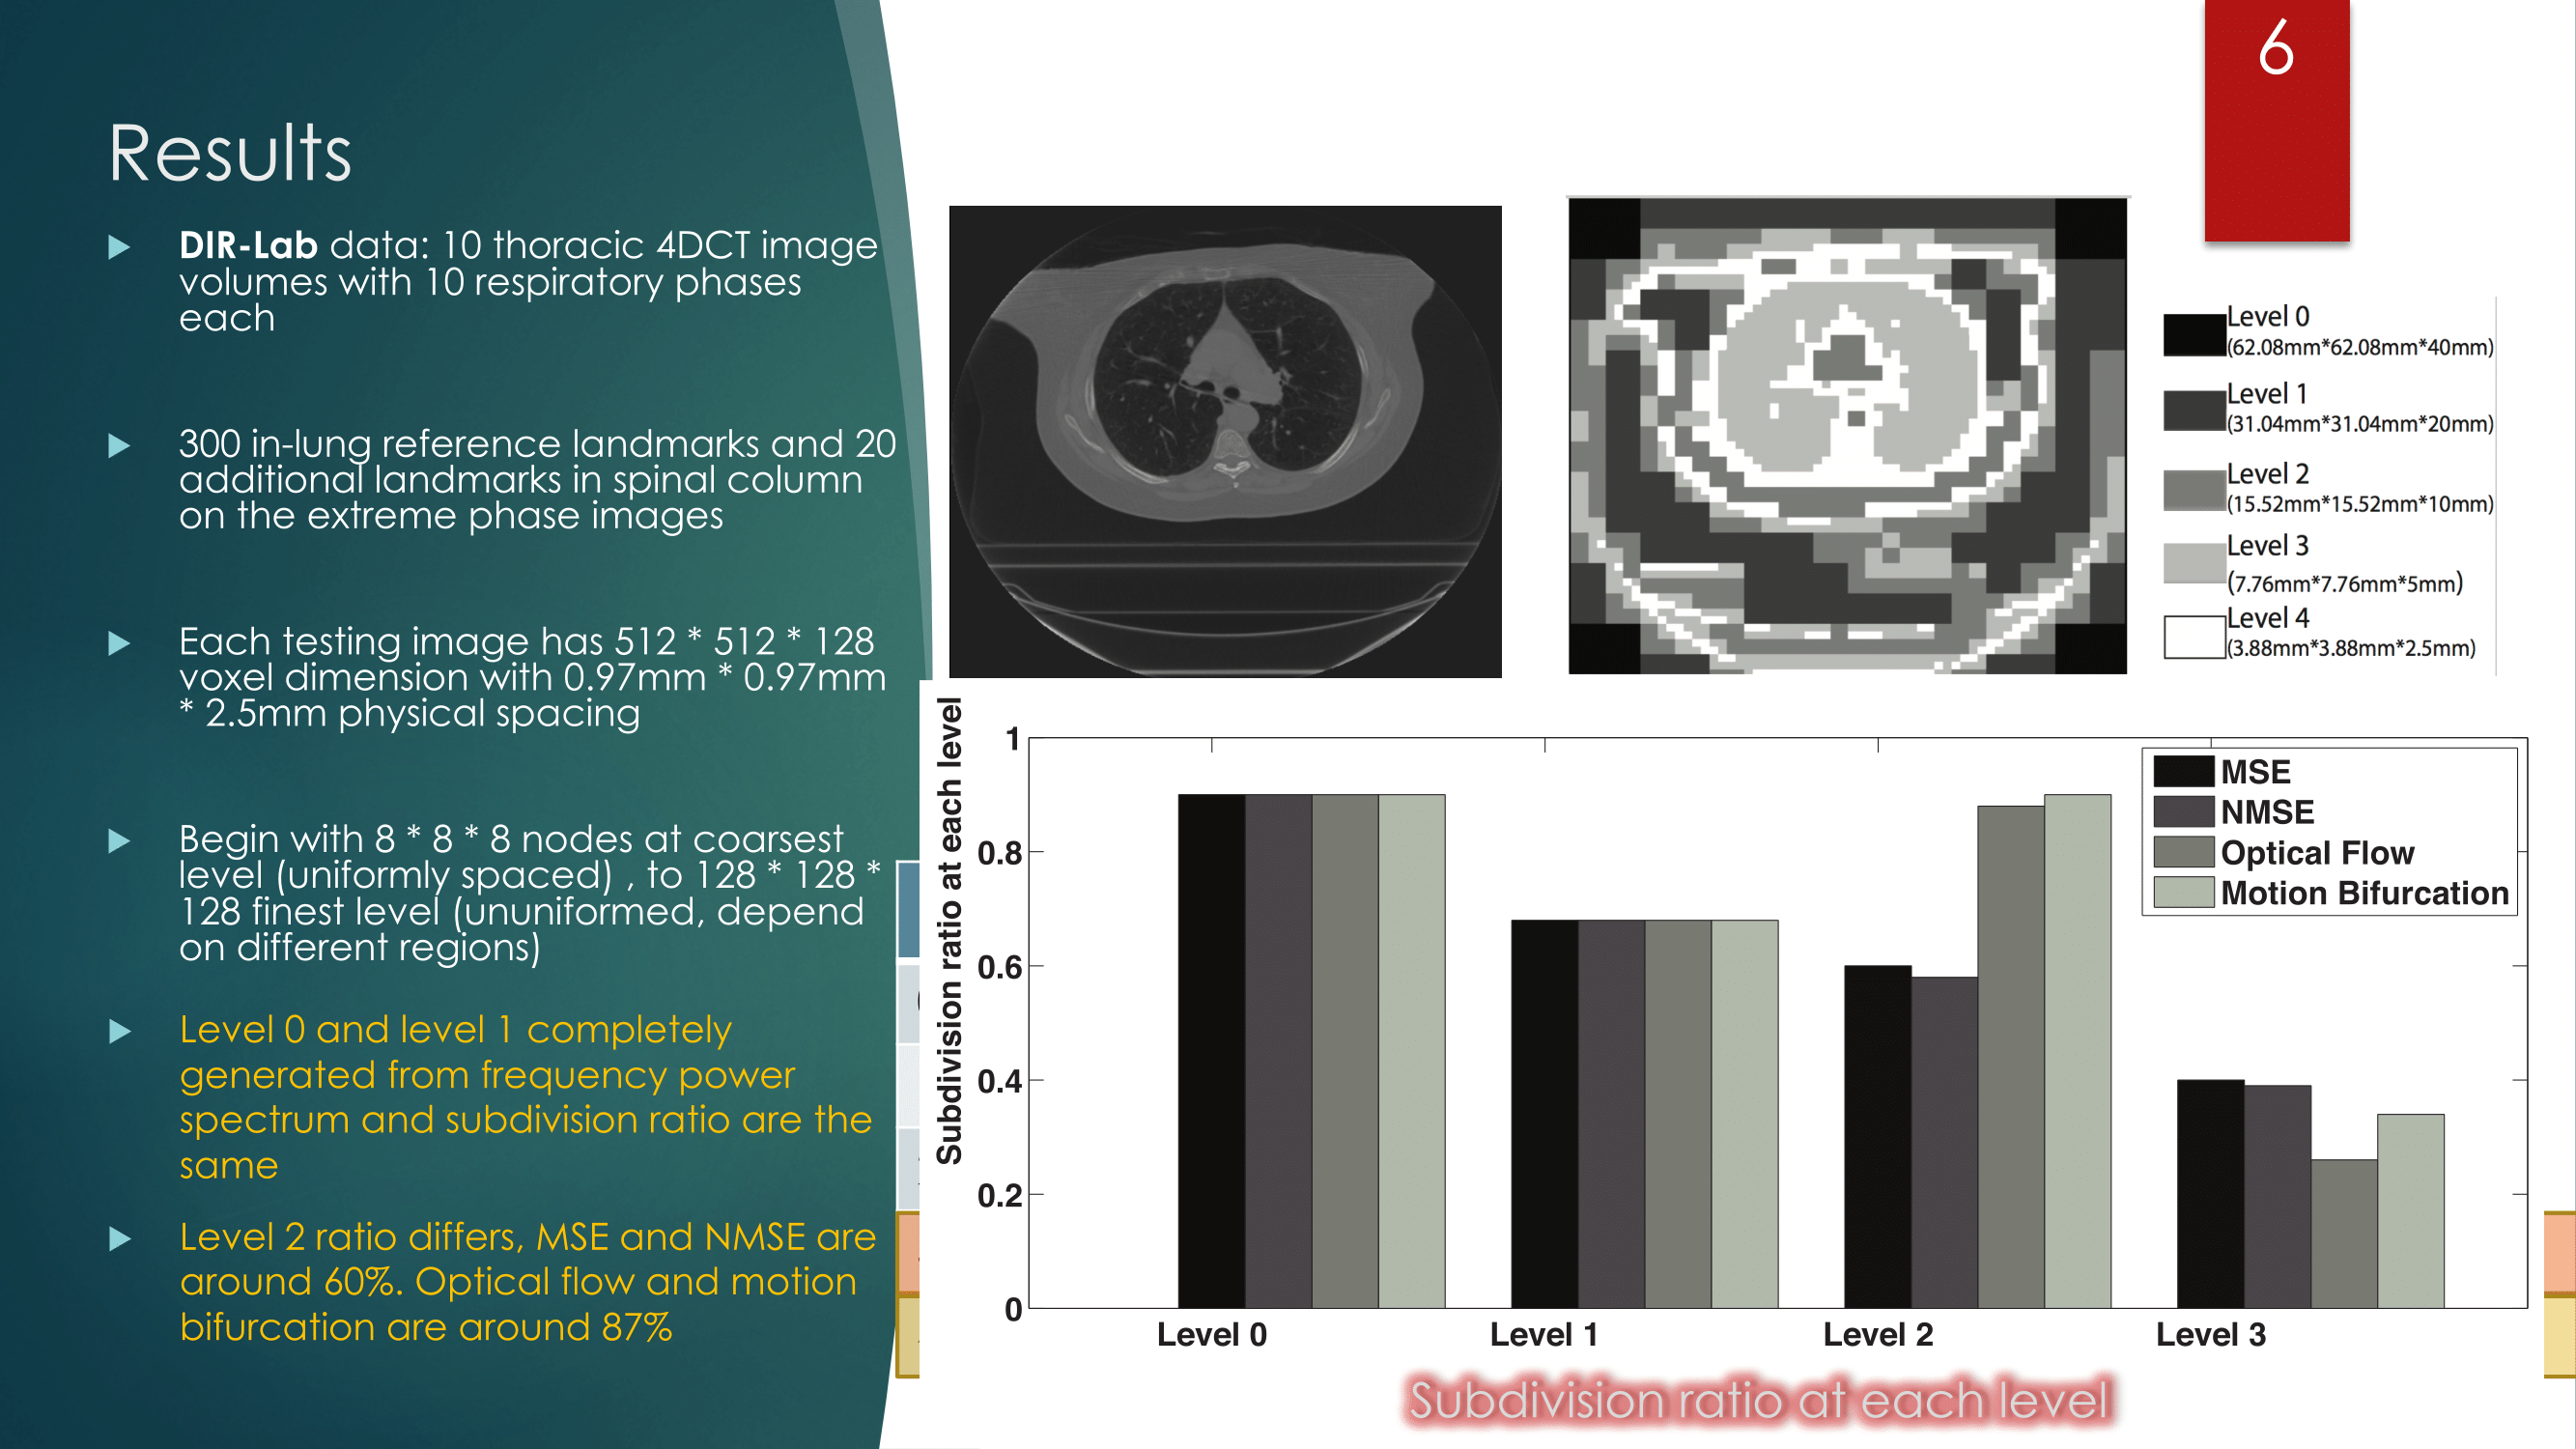 6
Results
DIR-Lab data: 10 thoracic 4DCT image
volumes with 10 respiratory phases
each
300 in-lung reference landmarks and 20
additional landmarks in spinal column
on the extreme phase images
Each testing image has 512 * 512 * 128
voxel dimension with 0.97mm * 0.97mm
* 2.5mm physical spacing
Begin with 8 * 8 * 8 nodes at coarsest
level (uniformly spaced) , to 128 * 128 *
128 finest level (ununiformed, depend
on different regions)
Level 0 and level 1 completely
generated from frequency power
spectrum and subdivision ratio are the
same
Level 2 ratio differs, MSE and NMSE are
around 60%. Optical flow and motion
bifurcation are around 87%
Level 0
(62.08mm*62.08mm*40mm)
Level 1
(31.04mm*31.04mm*20mm)
Level 2
(15.52mm*15.52mm*10mm)
Level 3
(7.76mm*7.76mm*5mm)
Level 4
(3.88mm*3.88mm*2.5mm)
Subdivision ratio at each level
1
0.8
0.6
0.4
0.2
0
MSE
NMSE
Optical Flow
Motion Bifurcation
Level 0 Level 1 Level 2 Level 3
Subdivision ratio at each level